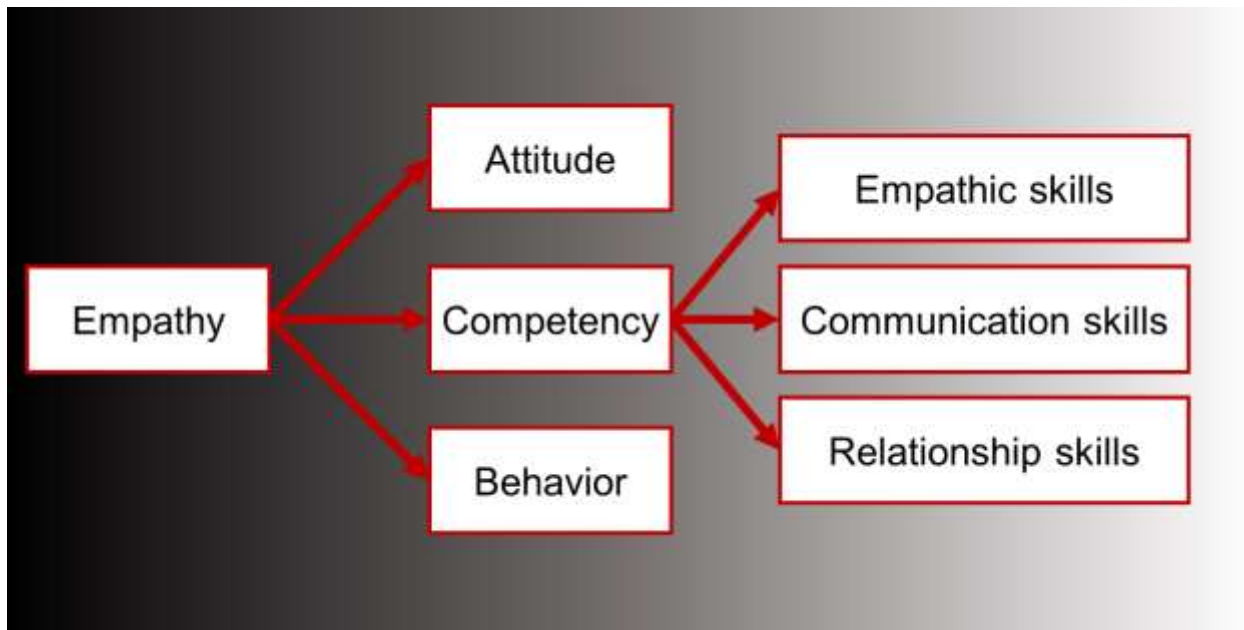 Empathy
Attitude
Competency
Behavior
Empathic skills
Communication skills
Relationship skills